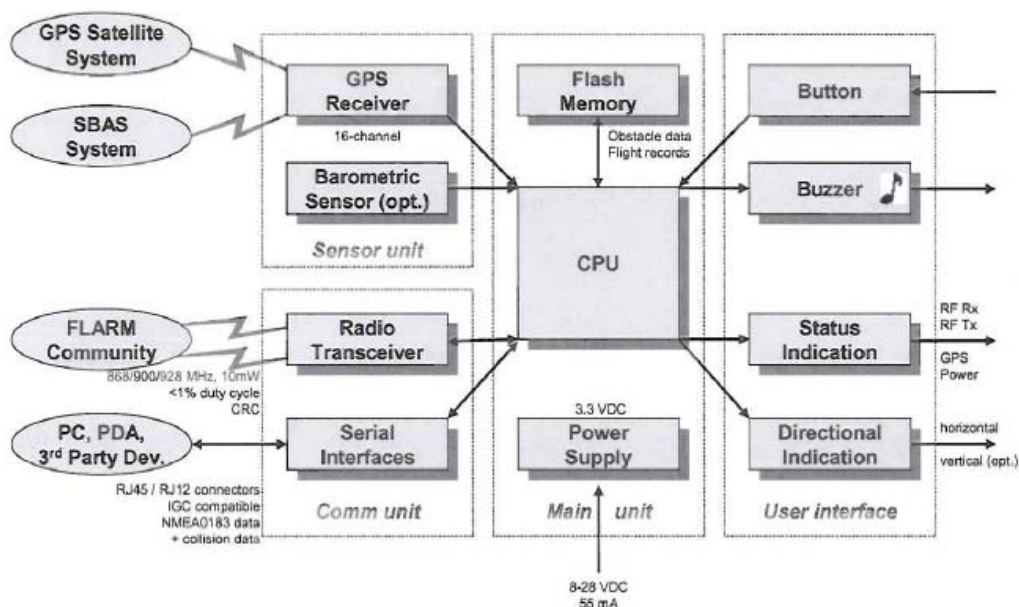 GPS Satellite
System
SBAS
System
GPS
Receiver
16-channel
Barometric
Sensor (opt.)
Sensor unit
Flash
Memory
Obstacle data
Flight records
CPU
Button
Buzzer
FLARM
Community
868/900/928 MHz, 10mW
<1% duty cycle
CRC
Radio
Transceiver
PC, PDA,
3rd Party Dev.
RJ45 / RJ12 connectors
IGC compatible
NMEA0183 data
+ collision data
Serial
Interfaces
Comm unit
3.3 VDC
Power
Supply
Main unit
8-28 VDC
55 mA
Status
Indication
RF Rx
RF Tx
GPS
Power
Directional
Indication
horizontal
vertical (opt.)
User interface